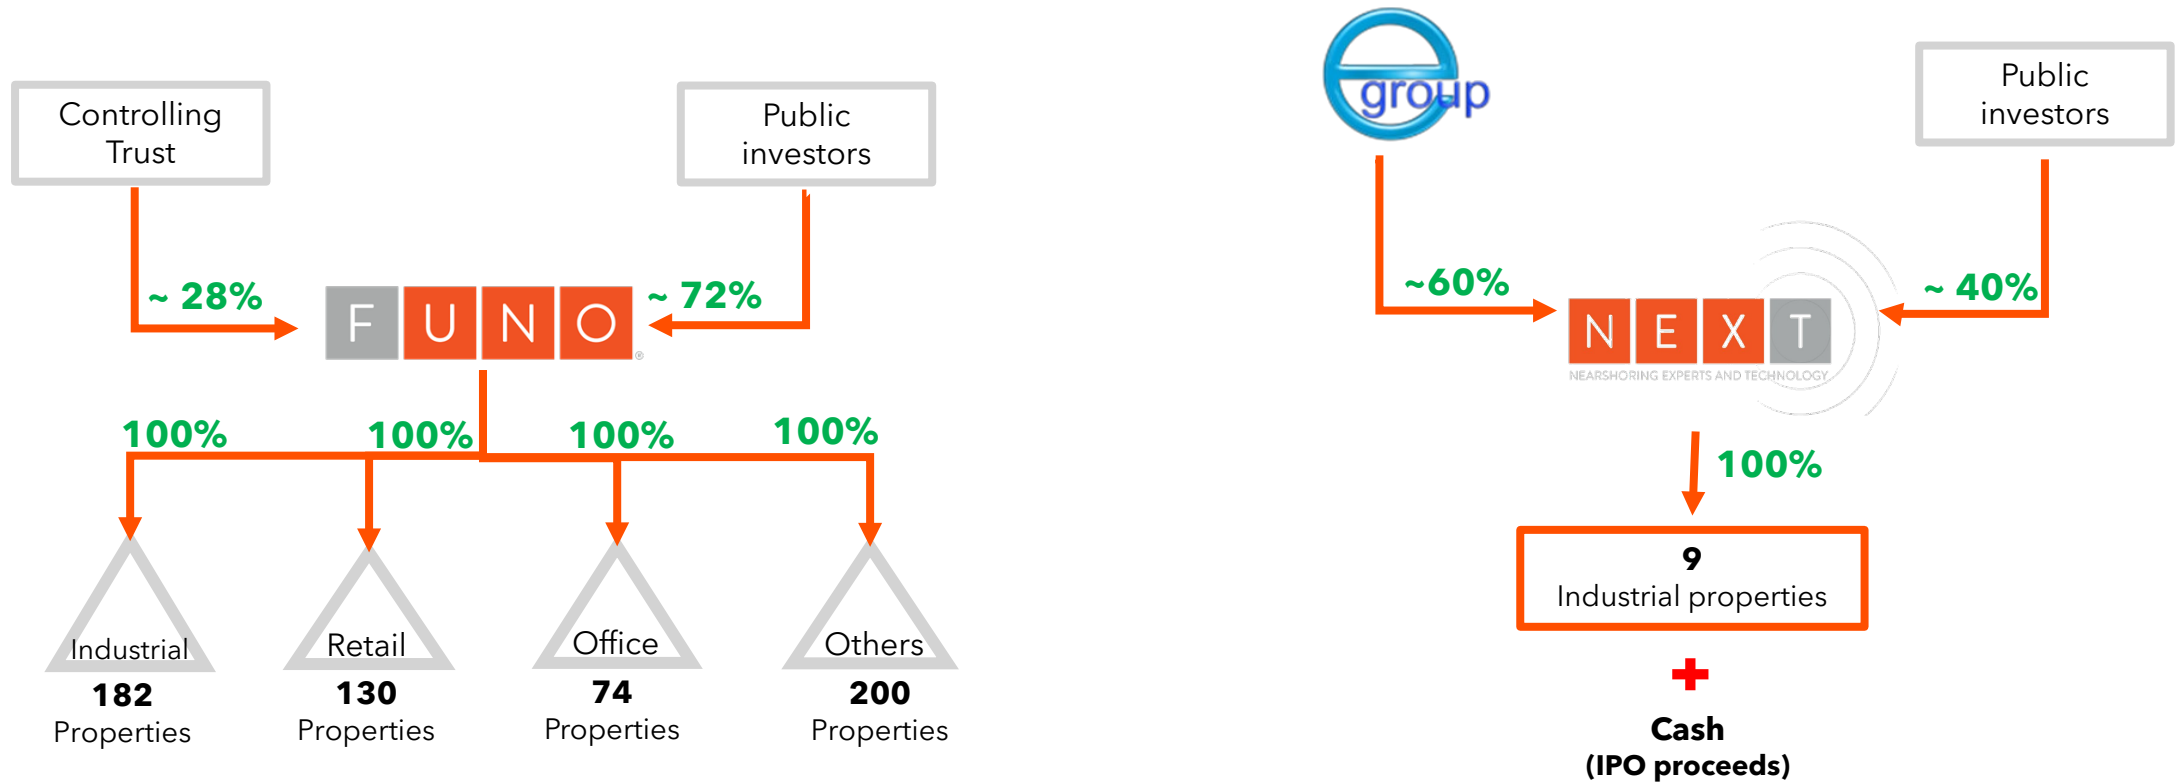 Controlling
Trust
Public
investors
~ 28%
~ 72%
FUNO®
100%
100%
100%
100%
Industrial
182
Properties
Retail
130
Properties
Office
74
Properties
Others
200
Properties
e
group
Public
investors
~60%
~ 40%
NEXT
NEARSHORING EXPERTS AND TECHNOLOGY
100%
9
Industrial properties
+
Cash
(IPO proceeds)